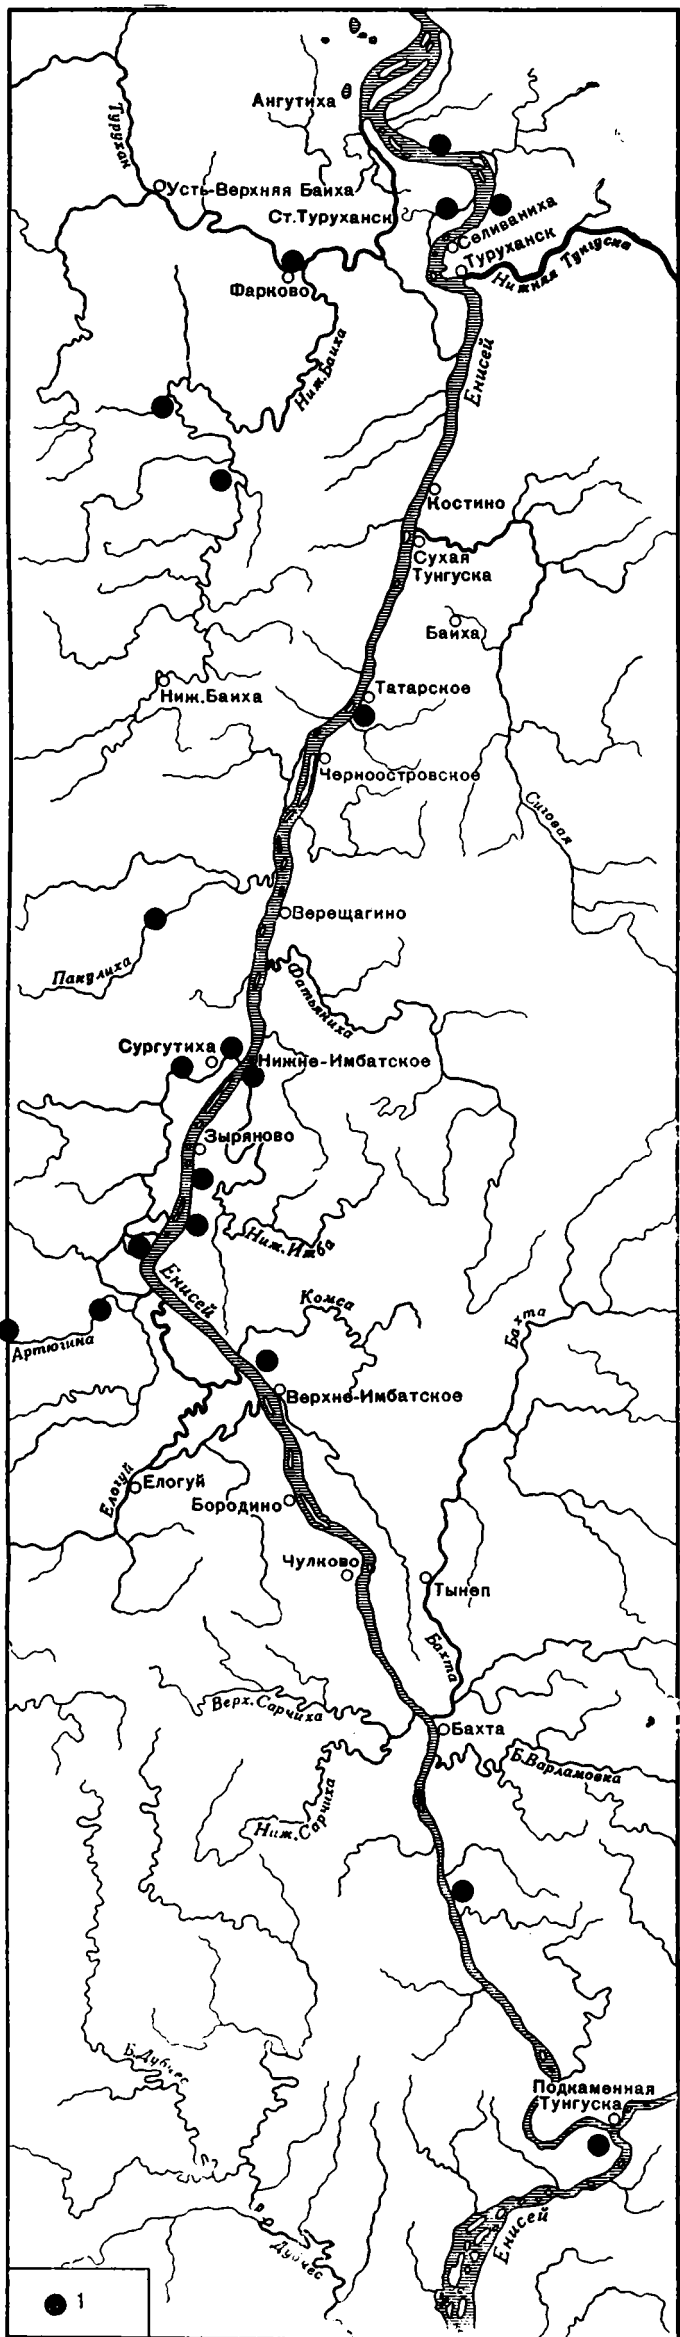 Ангутиха
Турухан
Усть-Верхняя Баиха
Ст.Туруханск
Селиваниха
Туруханск
Нижняя Тунгуска
Фарково
Ниж.Баиха
Енисей
Костино
Сухая
Тунгуска
Баиха
Татарское
Ниж.Баиха
Черноостровское
Сиговая
Верещагино
Пакулиха
Фатьяниха
Сургутиха
Нижне-Имбатское
Зыряново
Ниж.Имба
Енисей
Комса
Бахта
Артюгина
Верхне-Имбатское
Елогуй
Елогуй
Бородино
Чулково
Тынеп
Бахта
Верх.Сарчиха
Бахта
Б.Варламовка
Ниж.Сарчиха
Б.Дубчес
Подкаменная
Тунгуска
Енисей
Дубчес
1